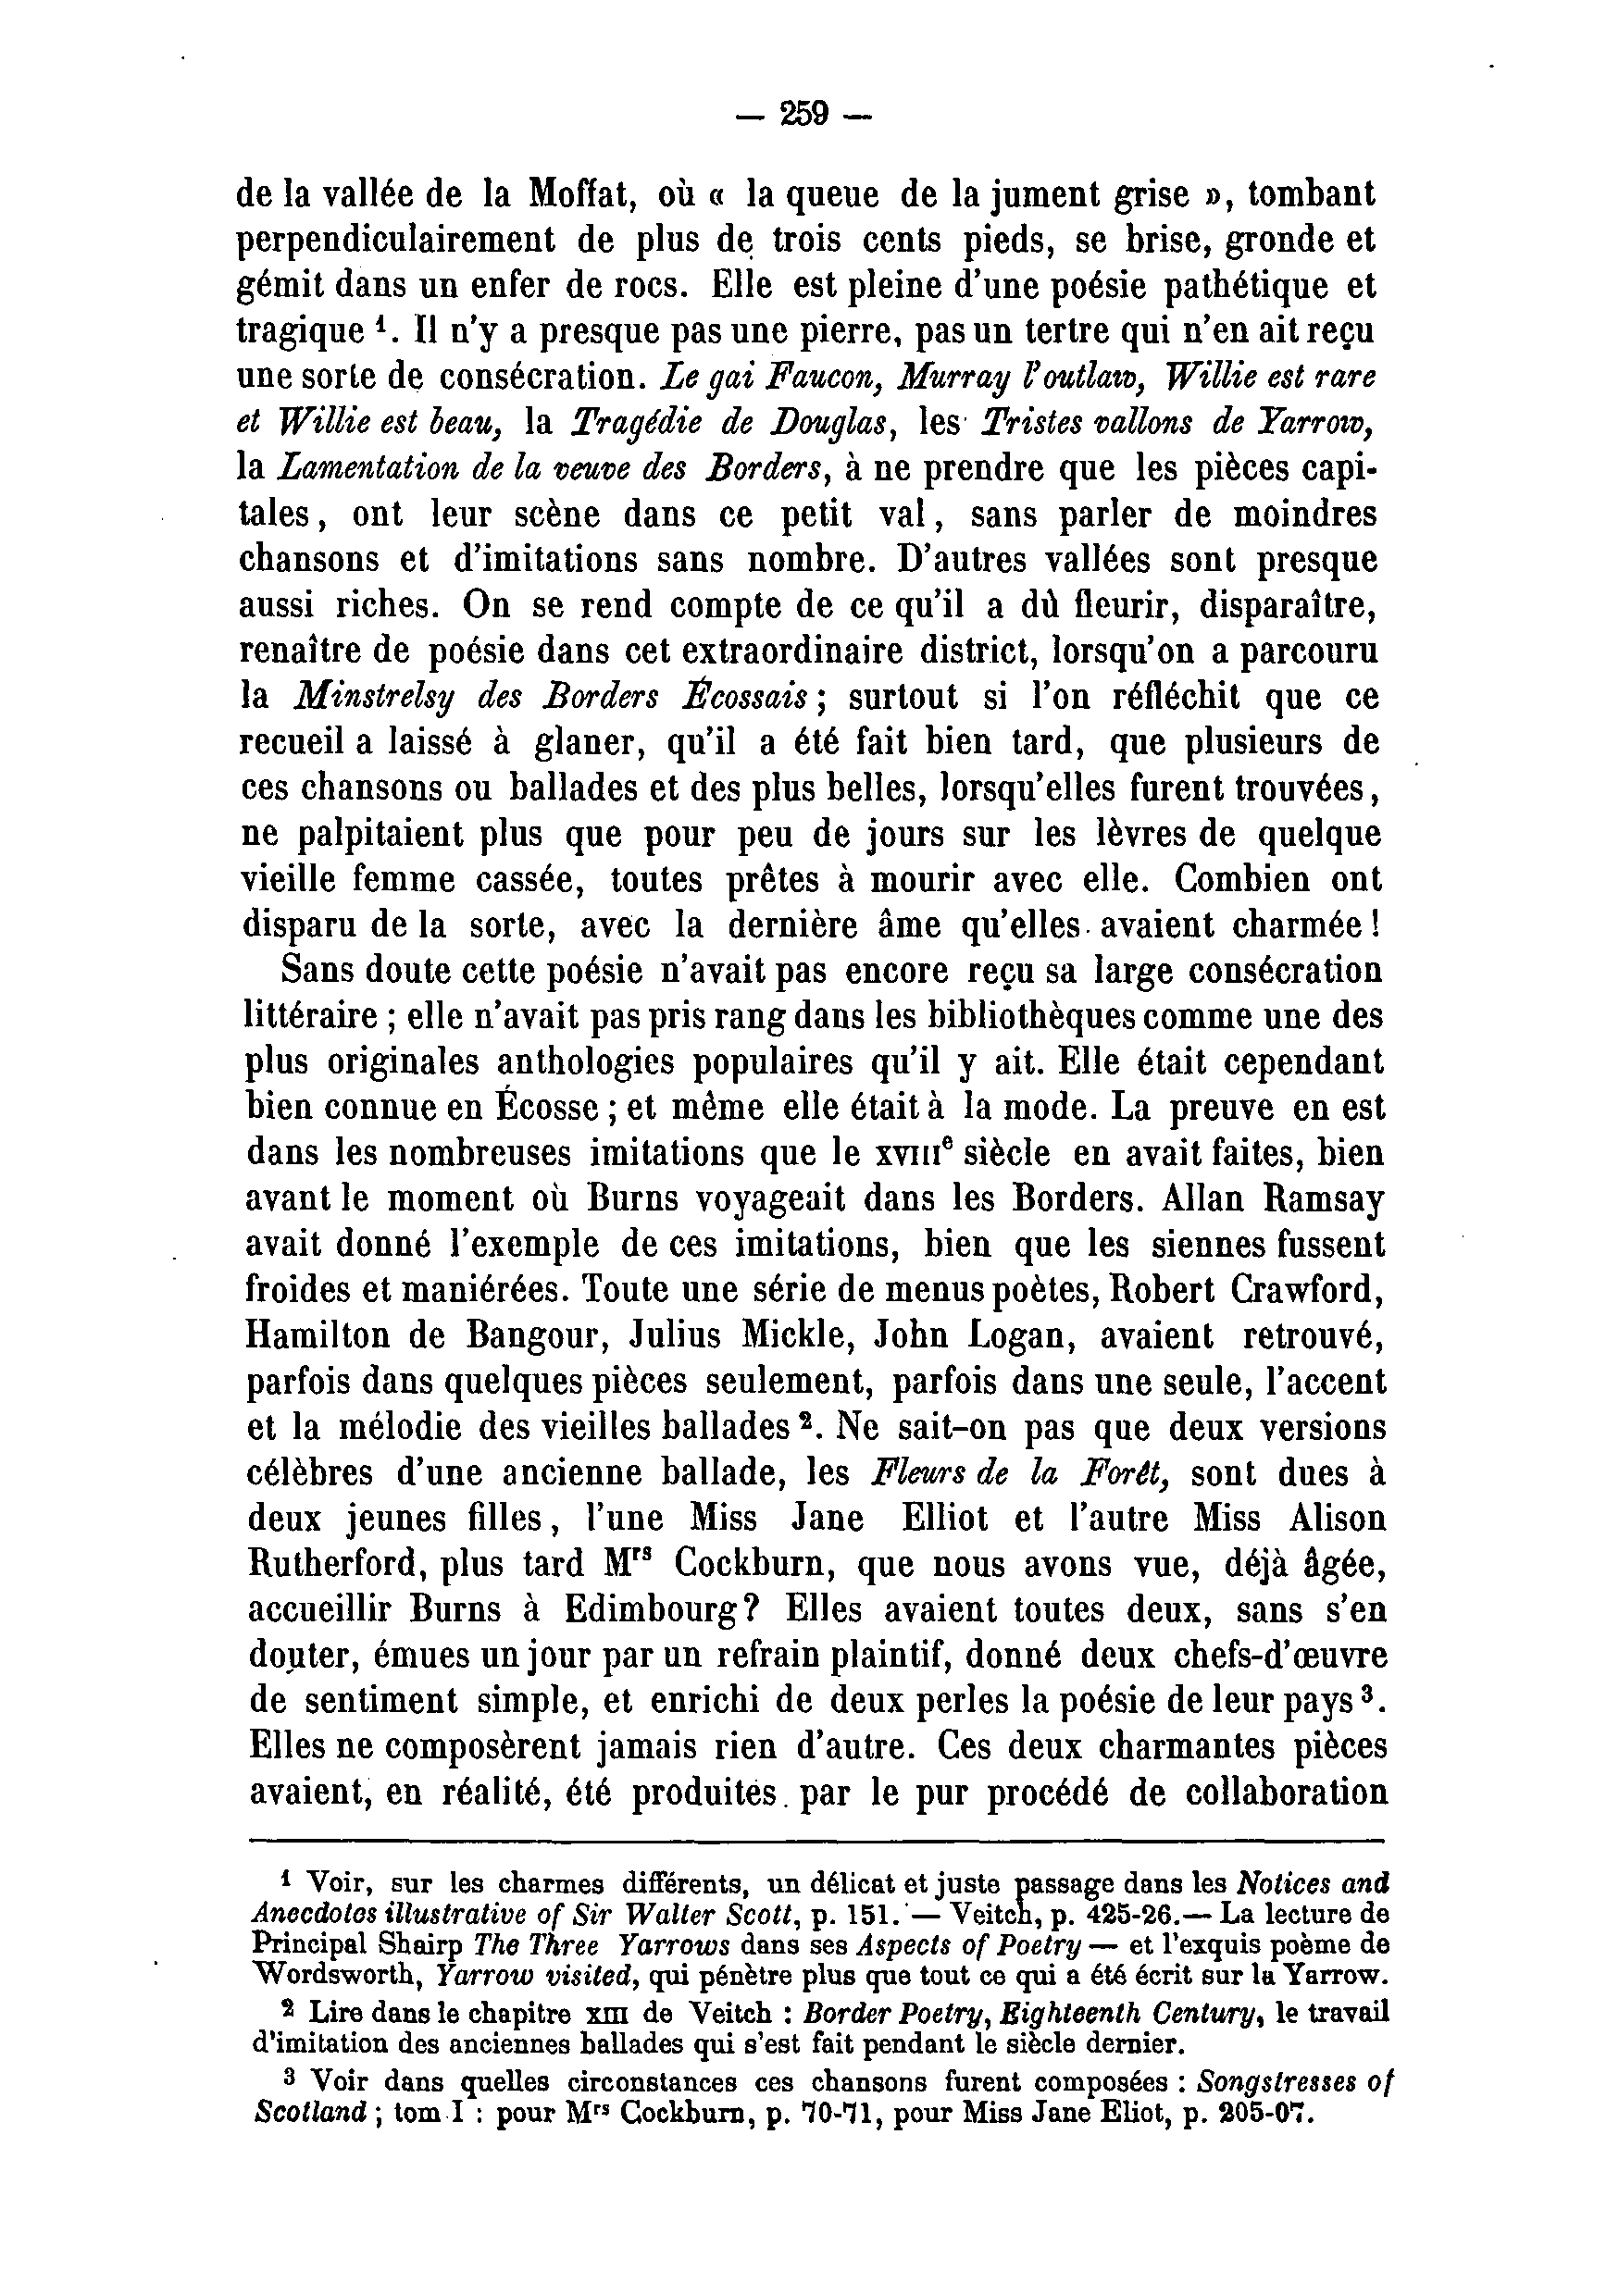 — 259 —
de la vallée de la Moffat, où « la queue de la jument grise », tombant
perpendiculairement de plus de trois cents pieds, se brise, gronde et
gémit dans un enfer de rocs. Elle est pleine d'une poésie pathétique et
tragique ¹. Il n'y a presque pas une pierre, pas un tertre qui n'en ait reçu
une sorte de consécration. Le gai Faucon, Murray l'outlaw, Willie est rare
et Willie est beau, la Tragédie de Douglas, les Tristes vallons de Yarrow,
la Lamentation de la veuve des Borders, à ne prendre que les pièces capi-
tales, ont leur scène dans ce petit val, sans parler de moindres
chansons et d'imitations sans nombre. D'autres vallées sont presque
aussi riches. On se rend compte de ce qu'il a dû fleurir, disparaître,
renaître de poésie dans cet extraordinaire district, lorsqu'on a parcouru
la Minstrelsy des Borders Écossais ; surtout si l'on réfléchit que ce
recueil a laissé à glaner, qu'il a été fait bien tard, que plusieurs de
ces chansons ou ballades et des plus belles, lorsqu'elles furent trouvées,
ne palpitaient plus que pour peu de jours sur les lèvres de quelque
vieille femme cassée, toutes prêtes à mourir avec elle. Combien ont
disparu de la sorte, avec la dernière âme qu'elles avaient charmée !
Sans doute cette poésie n'avait pas encore reçu sa large consécration
littéraire ; elle n'avait pas pris rang dans les bibliothèques comme une des
plus originales anthologies populaires qu'il y ait. Elle était cependant
bien connue en Écosse ; et même elle était à la mode. La preuve en est
dans les nombreuses imitations que le XVIIIᵉ siècle en avait faites, bien
avant le moment où Burns voyageait dans les Borders. Allan Ramsay
avait donné l'exemple de ces imitations, bien que les siennes fussent
froides et maniérées. Toute une série de menus poètes, Robert Crawford,
Hamilton de Bangour, Julius Mickle, John Logan, avaient retrouvé,
parfois dans quelques pièces seulement, parfois dans une seule, l'accent
et la mélodie des vieilles ballades ². Ne sait-on pas que deux versions
célèbres d'une ancienne ballade, les Fleurs de la Forêt, sont dues à
deux jeunes filles, l'une Miss Jane Elliot et l'autre Miss Alison
Rutherford, plus tard Mʳˢ Cockburn, que nous avons vue, déjà âgée,
accueillir Burns à Edimbourg? Elles avaient toutes deux, sans s'en
douter, émues un jour par un refrain plaintif, donné deux chefs-d'œuvre
de sentiment simple, et enrichi de deux perles la poésie de leur pays ³.
Elles ne composèrent jamais rien d'autre. Ces deux charmantes pièces
avaient, en réalité, été produites par le pur procédé de collaboration
¹ Voir, sur les charmes différents, un délicat et juste passage dans les Notices and
Anecdotes illustrative of Sir Walter Scott, p. 151. — Veitch, p. 425-26.— La lecture de
Principal Shairp The Three Yarrows dans ses Aspects of Poetry — et l'exquis poème de
Wordsworth, Yarrow visited, qui pénètre plus que tout ce qui a été écrit sur la Yarrow.
² Lire dans le chapitre XIII de Veitch : Border Poetry, Eighteenth Century, le travail
d'imitation des anciennes ballades qui s'est fait pendant le siècle dernier.
³ Voir dans quelles circonstances ces chansons furent composées : Songstresses of
Scotland ; tom I : pour Mʳˢ Cockburn, p. 70-71, pour Miss Jane Eliot, p. 205-07.